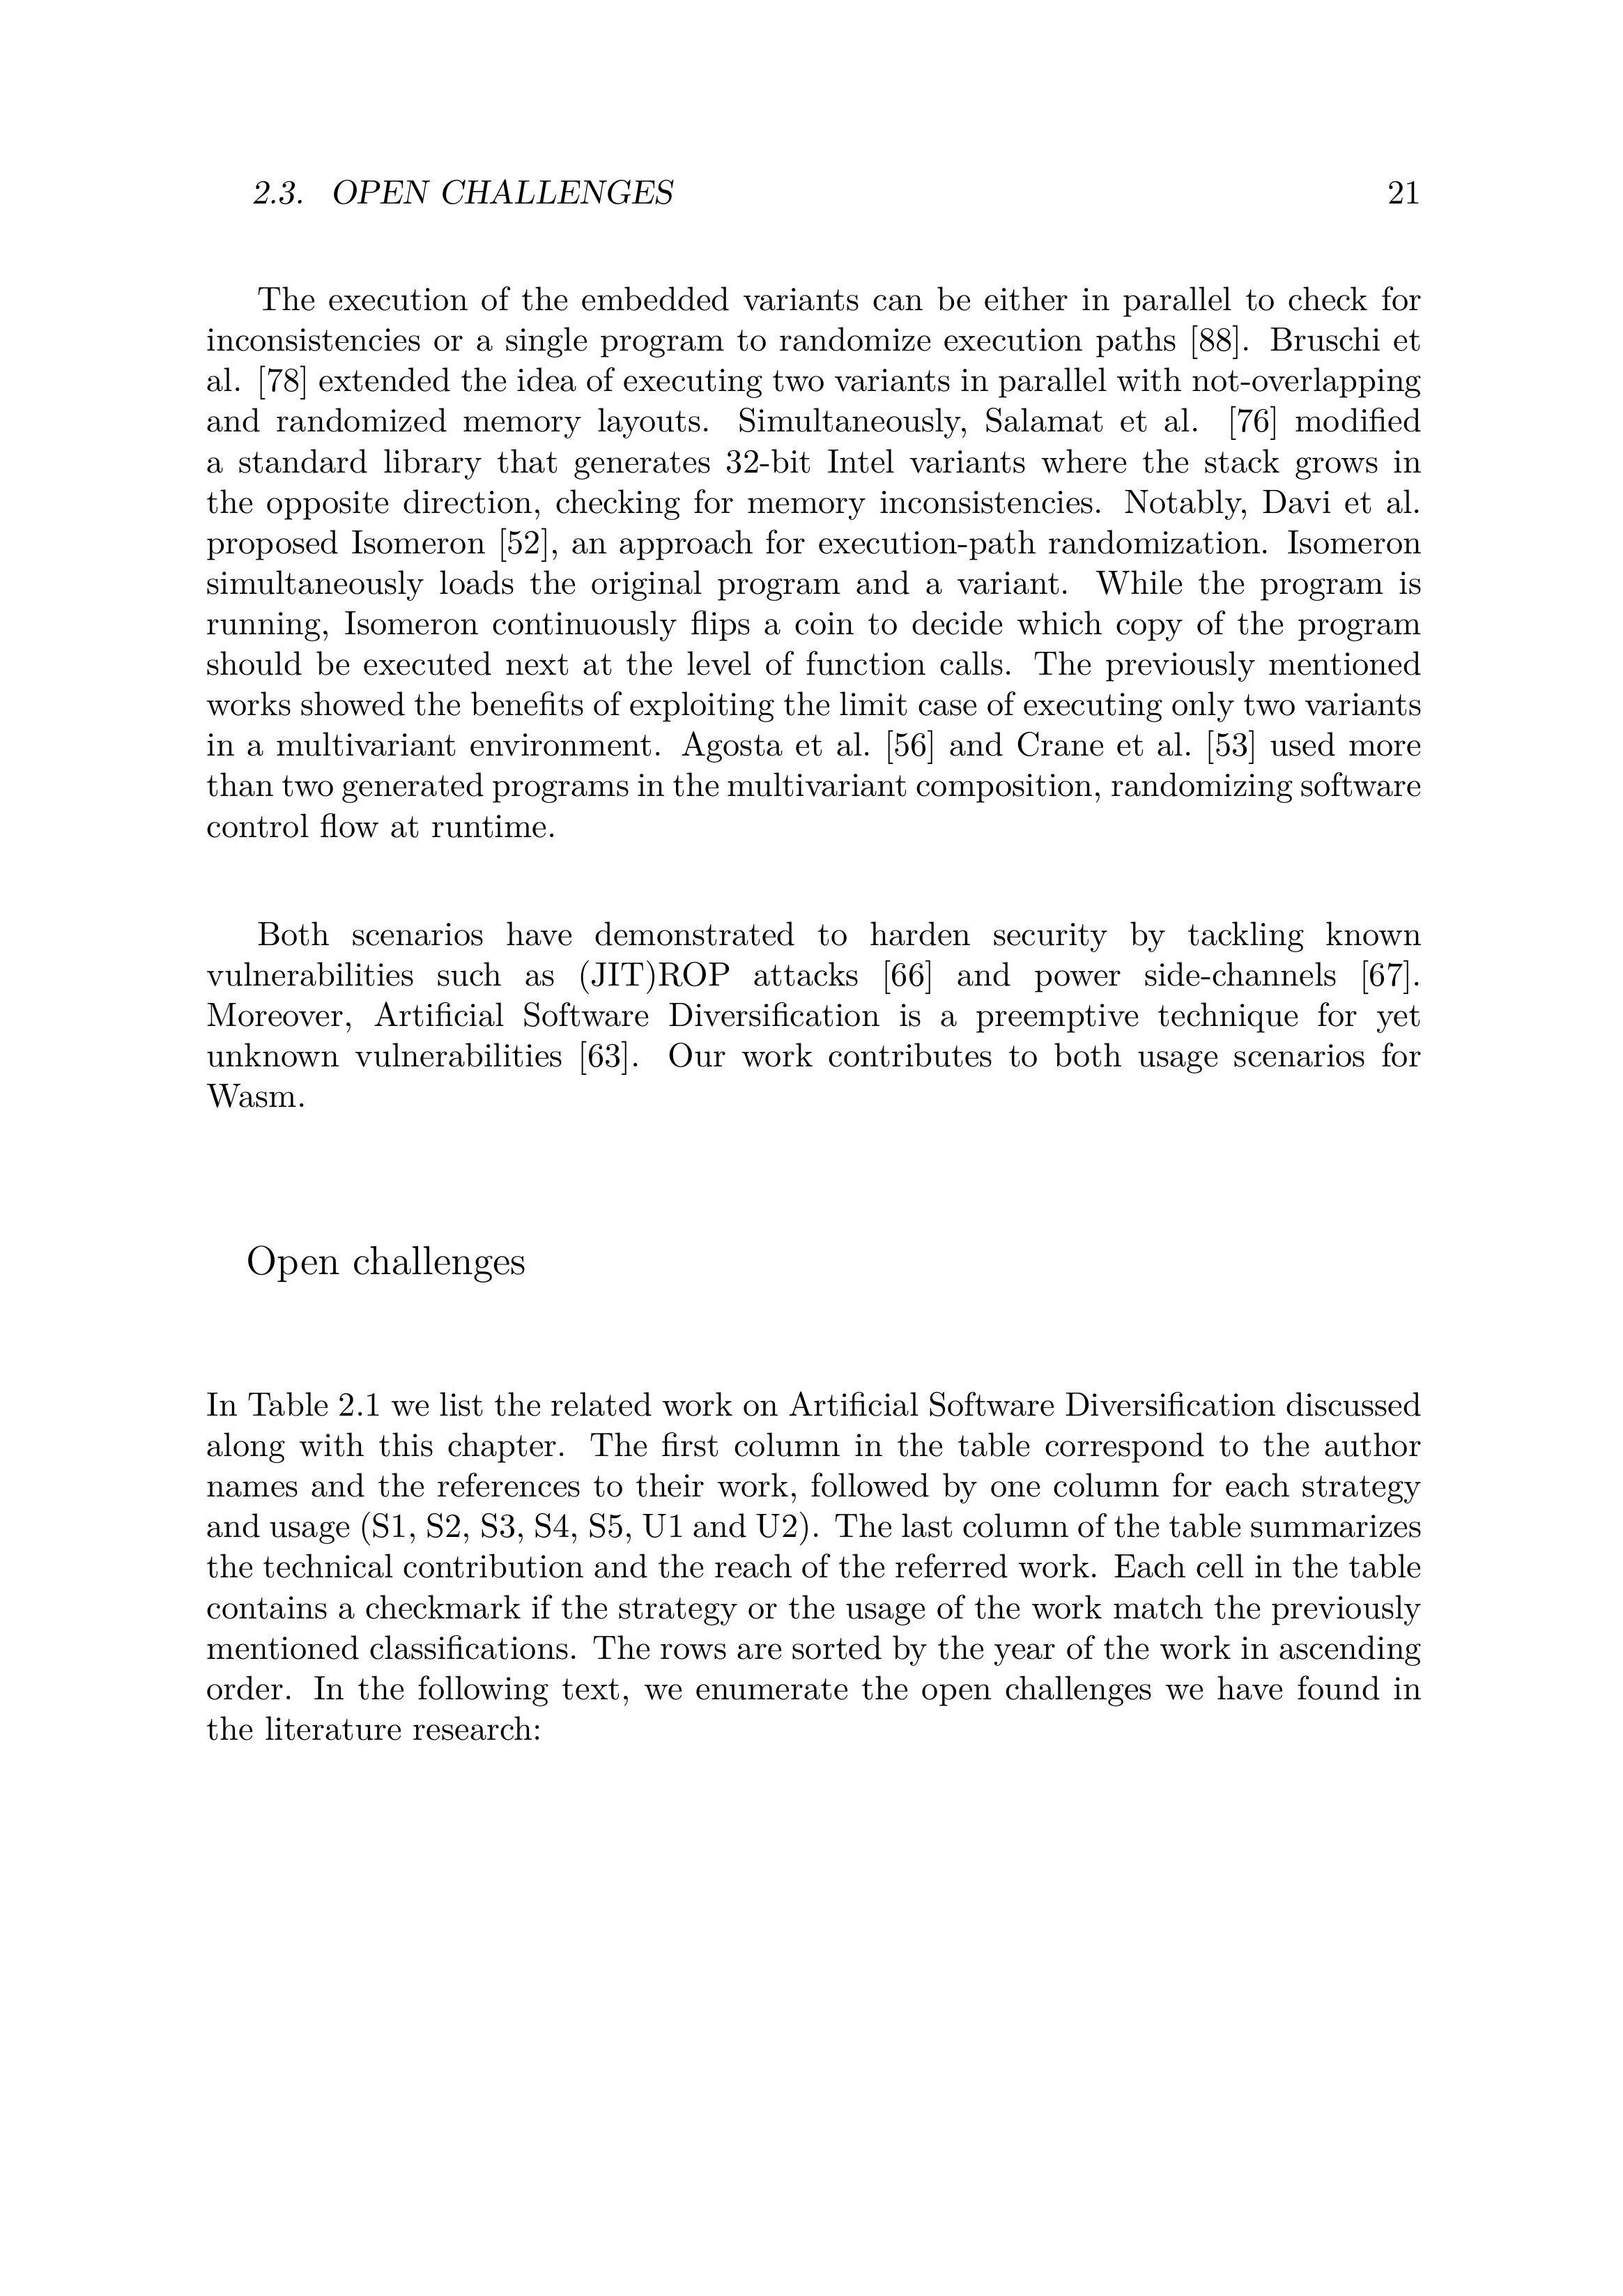 2.3. OPEN CHALLENGES 21
The execution of the embedded variants can be either in parallel to check for
inconsistencies or a single program to randomize execution paths [88]. Bruschi et
al. [78] extended the idea of executing two variants in parallel with not-overlapping
and randomized memory layouts. Simultaneously, Salamat et al. [76] modified
a standard library that generates 32-bit Intel variants where the stack grows in
the opposite direction, checking for memory inconsistencies. Notably, Davi et al.
proposed Isomeron [52], an approach for execution-path randomization. Isomeron
simultaneously loads the original program and a variant. While the program is
running, Isomeron continuously flips a coin to decide which copy of the program
should be executed next at the level of function calls. The previously mentioned
works showed the benefits of exploiting the limit case of executing only two variants
in a multivariant environment. Agosta et al. [56] and Crane et al. [53] used more
than two generated programs in the multivariant composition, randomizing software
control flow at runtime.
Both scenarios have demonstrated to harden security by tackling known
vulnerabilities such as (JIT)ROP attacks [66] and power side-channels [67].
Moreover, Artificial Software Diversification is a preemptive technique for yet
unknown vulnerabilities [63]. Our work contributes to both usage scenarios for
Wasm.
Open challenges
In Table 2.1 we list the related work on Artificial Software Diversification discussed
along with this chapter. The first column in the table correspond to the author
names and the references to their work, followed by one column for each strategy
and usage (S1, S2, S3, S4, S5, U1 and U2). The last column of the table summarizes
the technical contribution and the reach of the referred work. Each cell in the table
contains a checkmark if the strategy or the usage of the work match the previously
mentioned classifications. The rows are sorted by the year of the work in ascending
order. In the following text, we enumerate the open challenges we have found in
the literature research: